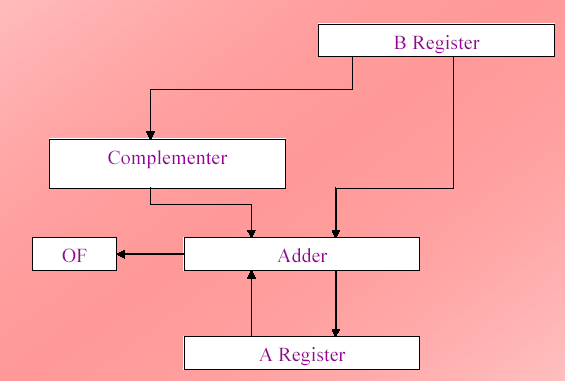 B Register
Complementer
OF
Adder
A Register